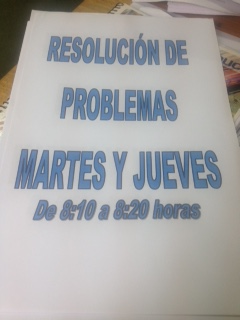 RESOLUCIÓN DE
PROBLEMAS
MARTES Y JUEVES
De 8:10 a 8:20 horas